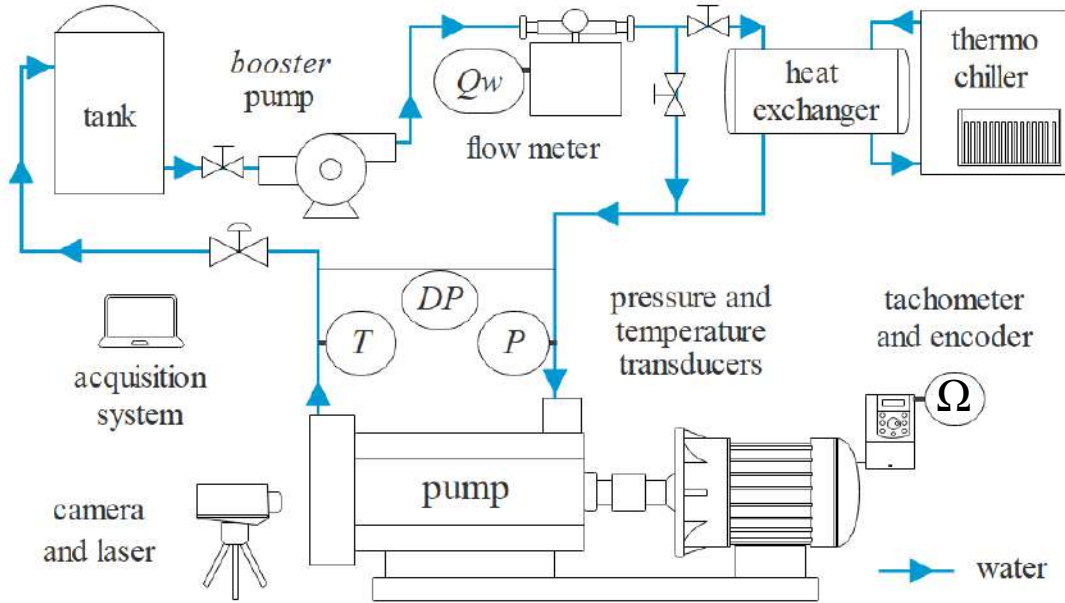 tank
booster
pump
Qw
flow meter
heat
exchanger
thermo
chiller
DP
T
P
pressure and
temperature
transducers
tachometer
and encoder
Ω
acquisition
system
pump
camera
and laser
water